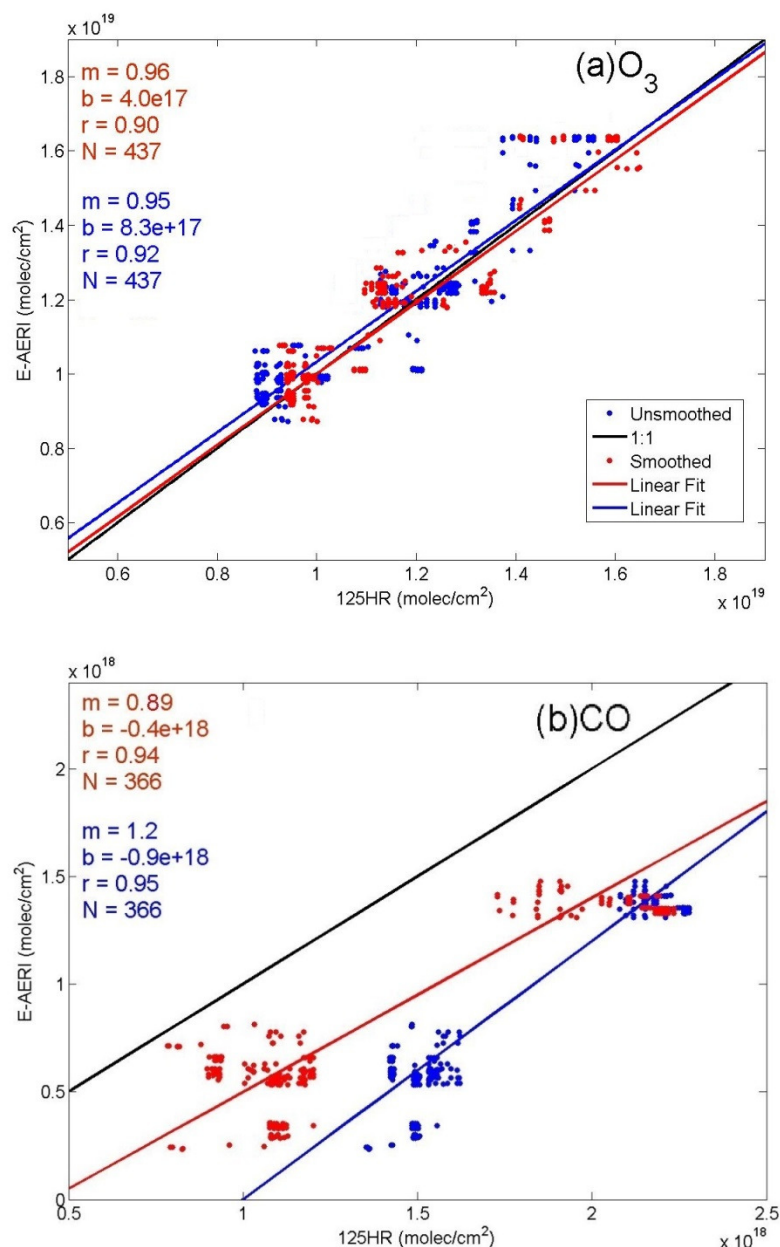 x 10^19
(a)O₃
m = 0.96
b = 4.0e17
r = 0.90
N = 437
m = 0.95
b = 8.3e+17
r = 0.92
N = 437
1.8
1.6
1.4
1.2
1
0.8
0.6
E-AERI (molec/cm²)
Unsmoothed
1:1
Smoothed
Linear Fit
Linear Fit
0.6 0.8 1 1.2 1.4 1.6 1.8
125HR (molec/cm²)
x 10^19
x 10^18
(b)CO
m = 0.89
b = -0.4e+18
r = 0.94
N = 366
m = 1.2
b = -0.9e+18
r = 0.95
N = 366
2
1.5
1
0.5
0
E-AERI (molec/cm²)
0.5 1 1.5 2 2.5
125HR (molec/cm²)
x 10^18